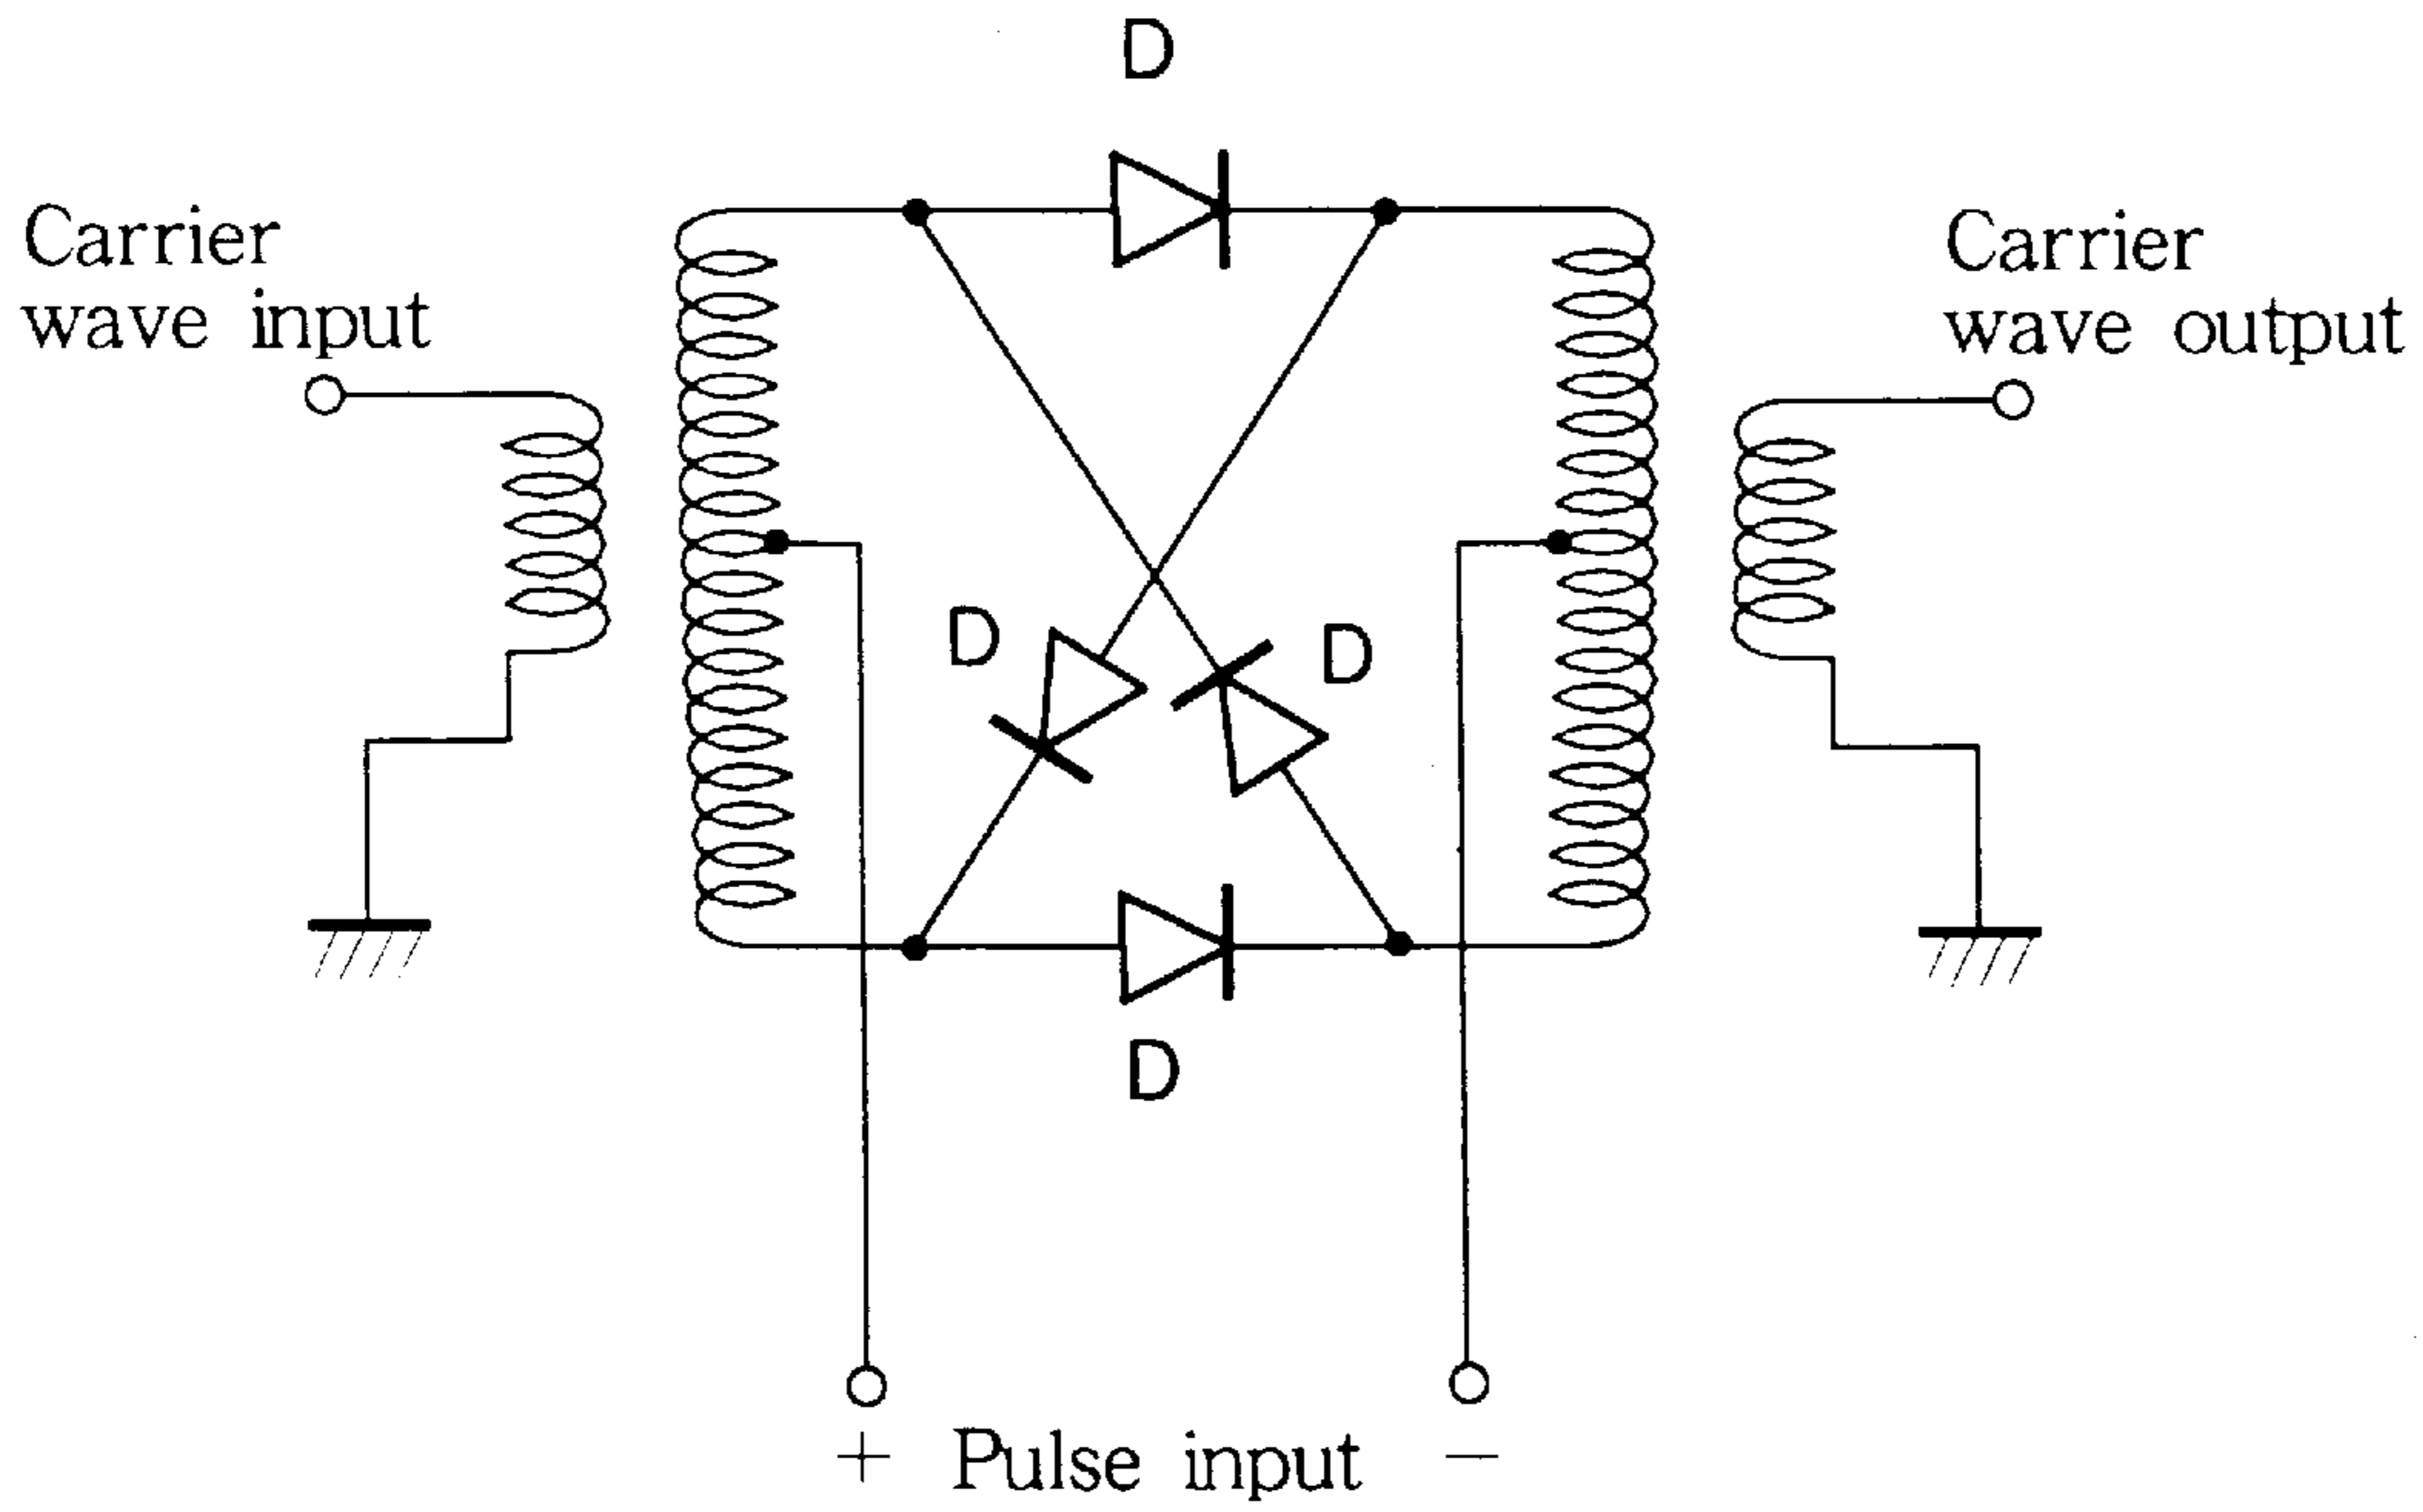 D
Carrier
wave input
Carrier
wave output
D
D
D
+ Pulse input —